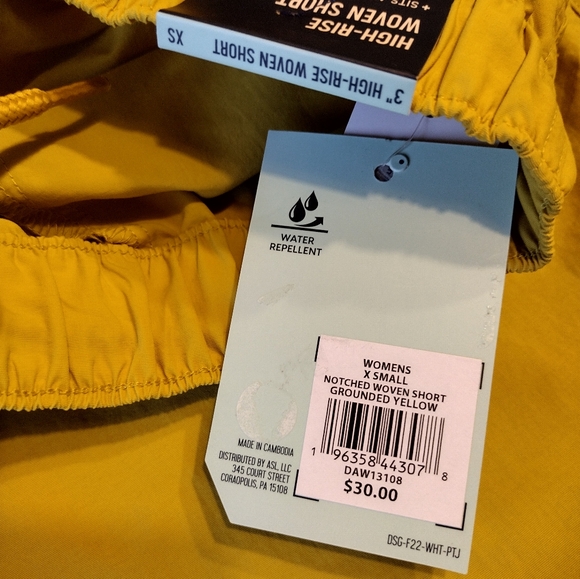 HIGH-RISE
WOVEN SHORT
+ SITS
3" HIGH-RISE WOVEN SHORT XS
WATER
REPELLENT
WOMENS
X SMALL
NOTCHED WOVEN SHORT
GROUNDED YELLOW
1 96358 44307 8
DAW13108
$30.00
MADE IN CAMBODIA
DISTRIBUTED BY ASL, LLC
345 COURT STREET
CORAOPOLIS, PA 15108
DSG-F22-WHT-PTJ